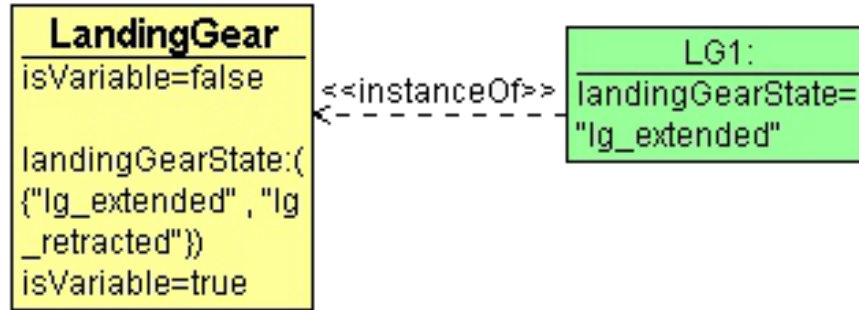 LandingGear
isVariable=false
landingGearState:(
{"lg_extended" , "lg
_retracted"})
isVariable=true
<<instanceOf>>
LG1:
landingGearState=
"lg_extended"